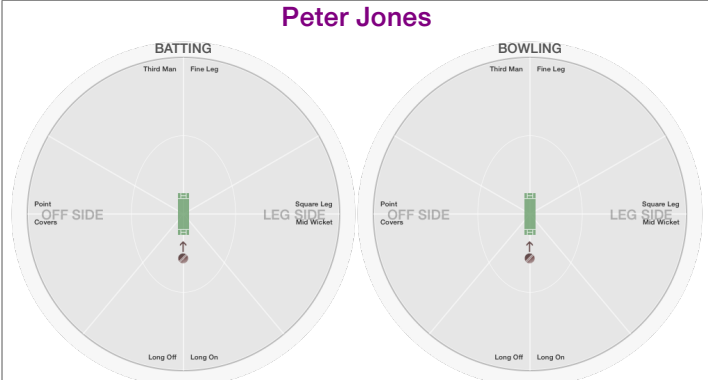 Peter Jones
BATTING
Third Man Fine Leg
Point
OFF SIDE
Covers
Square Leg
LEG SIDE
Mid Wicket
Long Off Long On
BOWLING
Third Man Fine Leg
Point
OFF SIDE
Covers
Square Leg
LEG SIDE
Mid Wicket
Long Off Long On